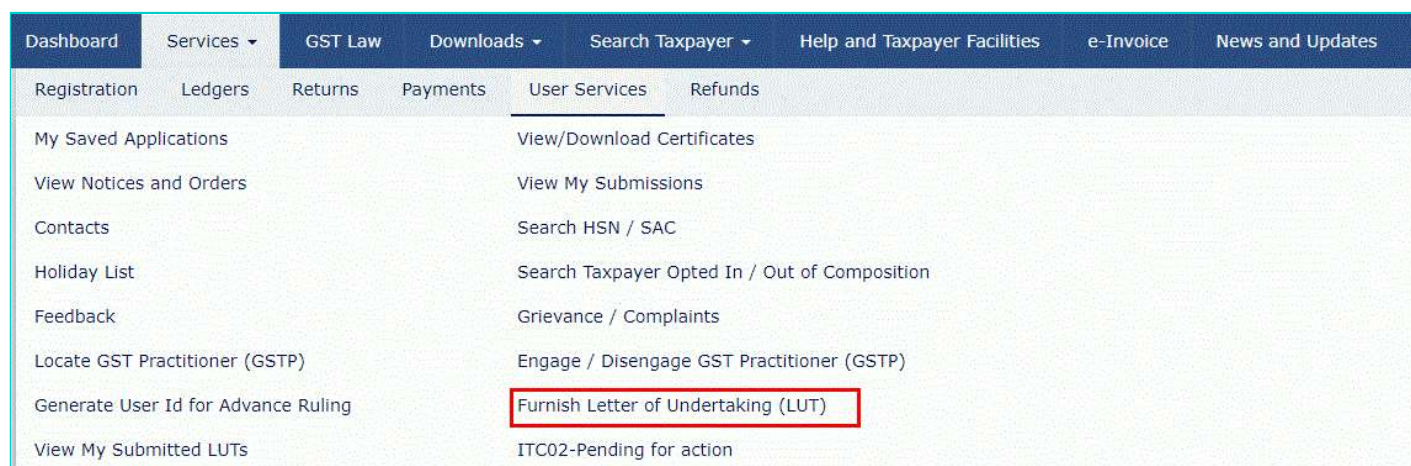 Dashboard Services GST Law Downloads Search Taxpayer Help and Taxpayer Facilities e-Invoice News and Updates
Registration Ledgers Returns Payments User Services Refunds
My Saved Applications View/Download Certificates
View Notices and Orders View My Submissions
Contacts Search HSN / SAC
Holiday List Search Taxpayer Opted In / Out of Composition
Feedback Grievance / Complaints
Locate GST Practitioner (GSTP) Engage / Disengage GST Practitioner (GSTP)
Generate User Id for Advance Ruling Furnish Letter of Undertaking (LUT)
View My Submitted LUTs ITC02-Pending for action